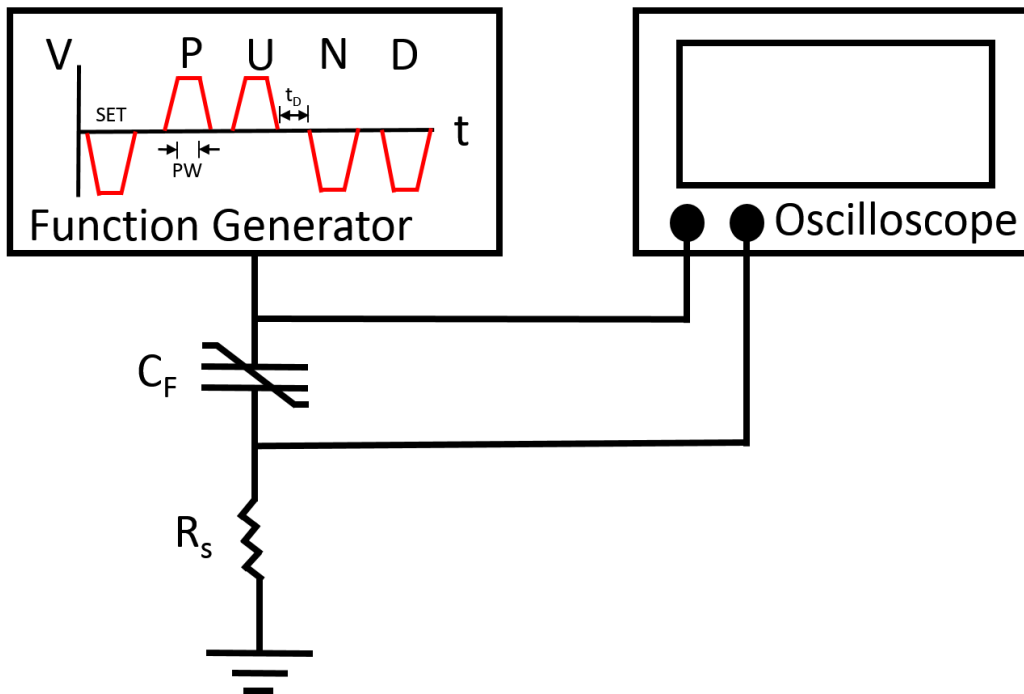 V P U N D
SET
t_D
t
PW
Function Generator
Oscilloscope
C_F
R_s